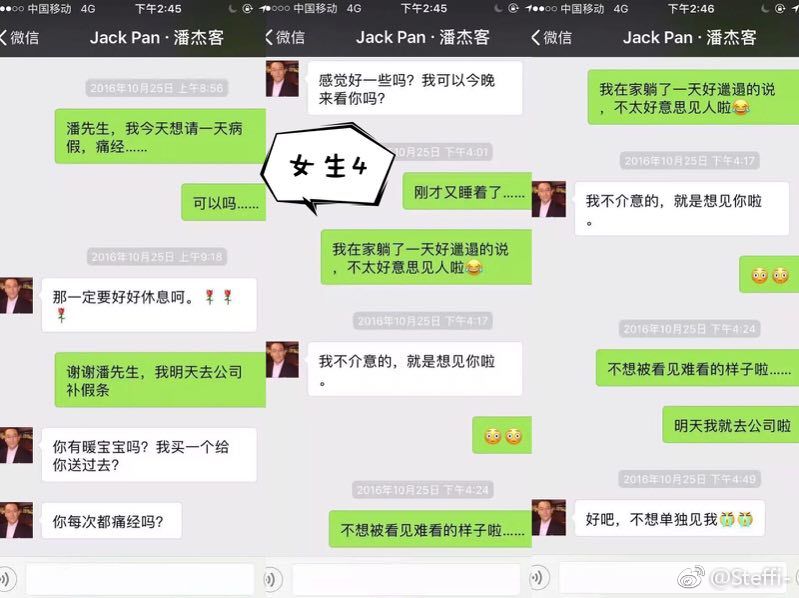 中国移动 4G 下午2:45
微信 Jack Pan · 潘杰客
2016年10月25日 上午8:56
潘先生，我今天想请一天病
假，痛经……
可以吗……
2016年10月25日 上午9:18
那一定要好好休息呵。🌹🌹
🌹
谢谢潘先生，我明天去公司
补假条
你有暖宝宝吗？我买一个给
你送过去？
你每次都痛经吗？
中国移动 4G 下午2:45
微信 Jack Pan · 潘杰客
感觉好一些吗？我可以今晚
来看你吗？
女生4
10月25日 下午4:01
刚才又睡着了……
我在家躺了一天好邋遢的说
，不太好意思见人啦😂
2016年10月25日 下午4:17
我不介意的，就是想见你啦
。
😳😳
2016年10月25日 下午4:24
不想被看见难看的样子啦……
中国移动 4G 下午2:46
微信 Jack Pan · 潘杰客
我在家躺了一天好邋遢的说
，不太好意思见人啦😂
2016年10月25日 下午4:17
我不介意的，就是想见你啦
。
😳😳
2016年10月25日 下午4:24
不想被看见难看的样子啦……
明天我就去公司啦
2016年10月25日 下午4:49
好吧，不想单独见我😭😭
@Steffi-